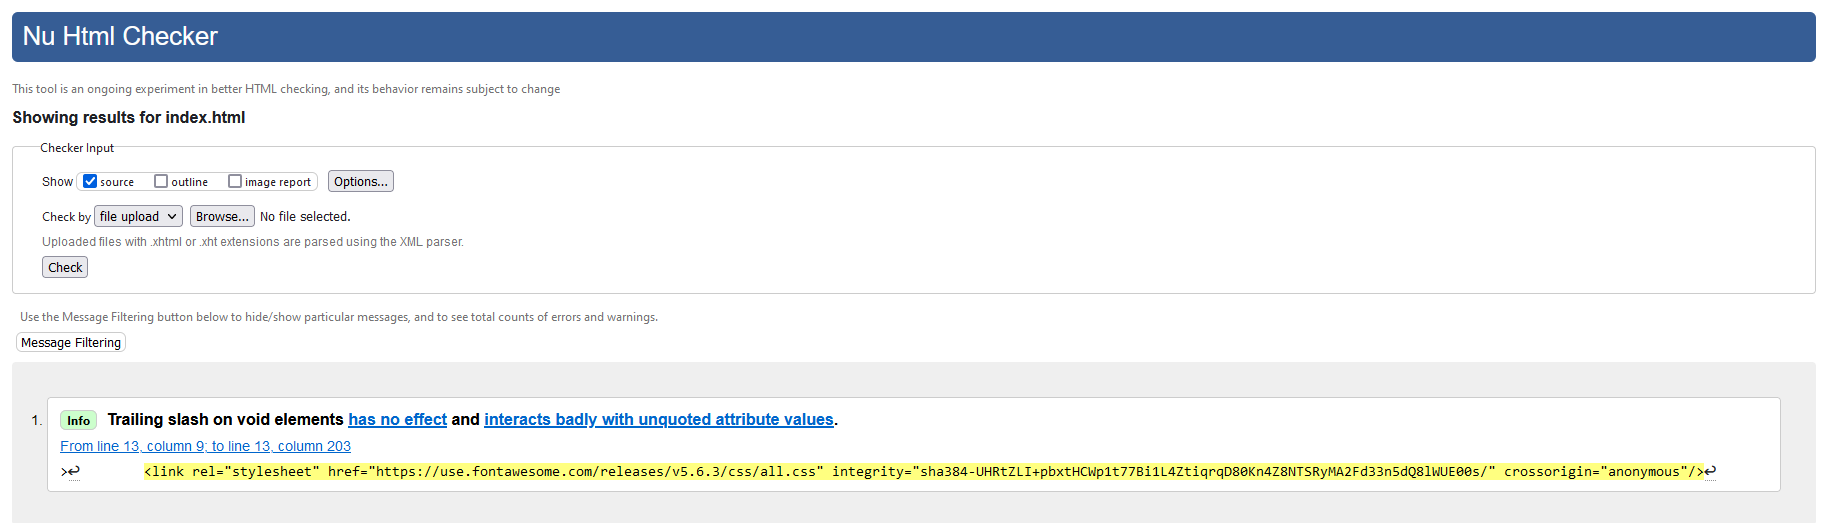 Nu Html Checker
This tool is an ongoing experiment in better HTML checking, and its behavior remains subject to change
Showing results for index.html
Checker Input
Show source outline image report Options...
Check by file upload Browse... No file selected.
Uploaded files with .xhtml or .xht extensions are parsed using the XML parser.
Check
Use the Message Filtering button below to hide/show particular messages, and to see total counts of errors and warnings.
Message Filtering
1. Info Trailing slash on void elements has no effect and interacts badly with unquoted attribute values.
From line 13, column 9; to line 13, column 203
>↩ <link rel="stylesheet" href="https://use.fontawesome.com/releases/v5.6.3/css/all.css" integrity="sha384-UHRtZLI+pbxtHCWp1t77Bi1L4ZtiqrqD80Kn4Z8NTSRyMA2Fd33n5dQ8lWUE00s/" crossorigin="anonymous"/>↩